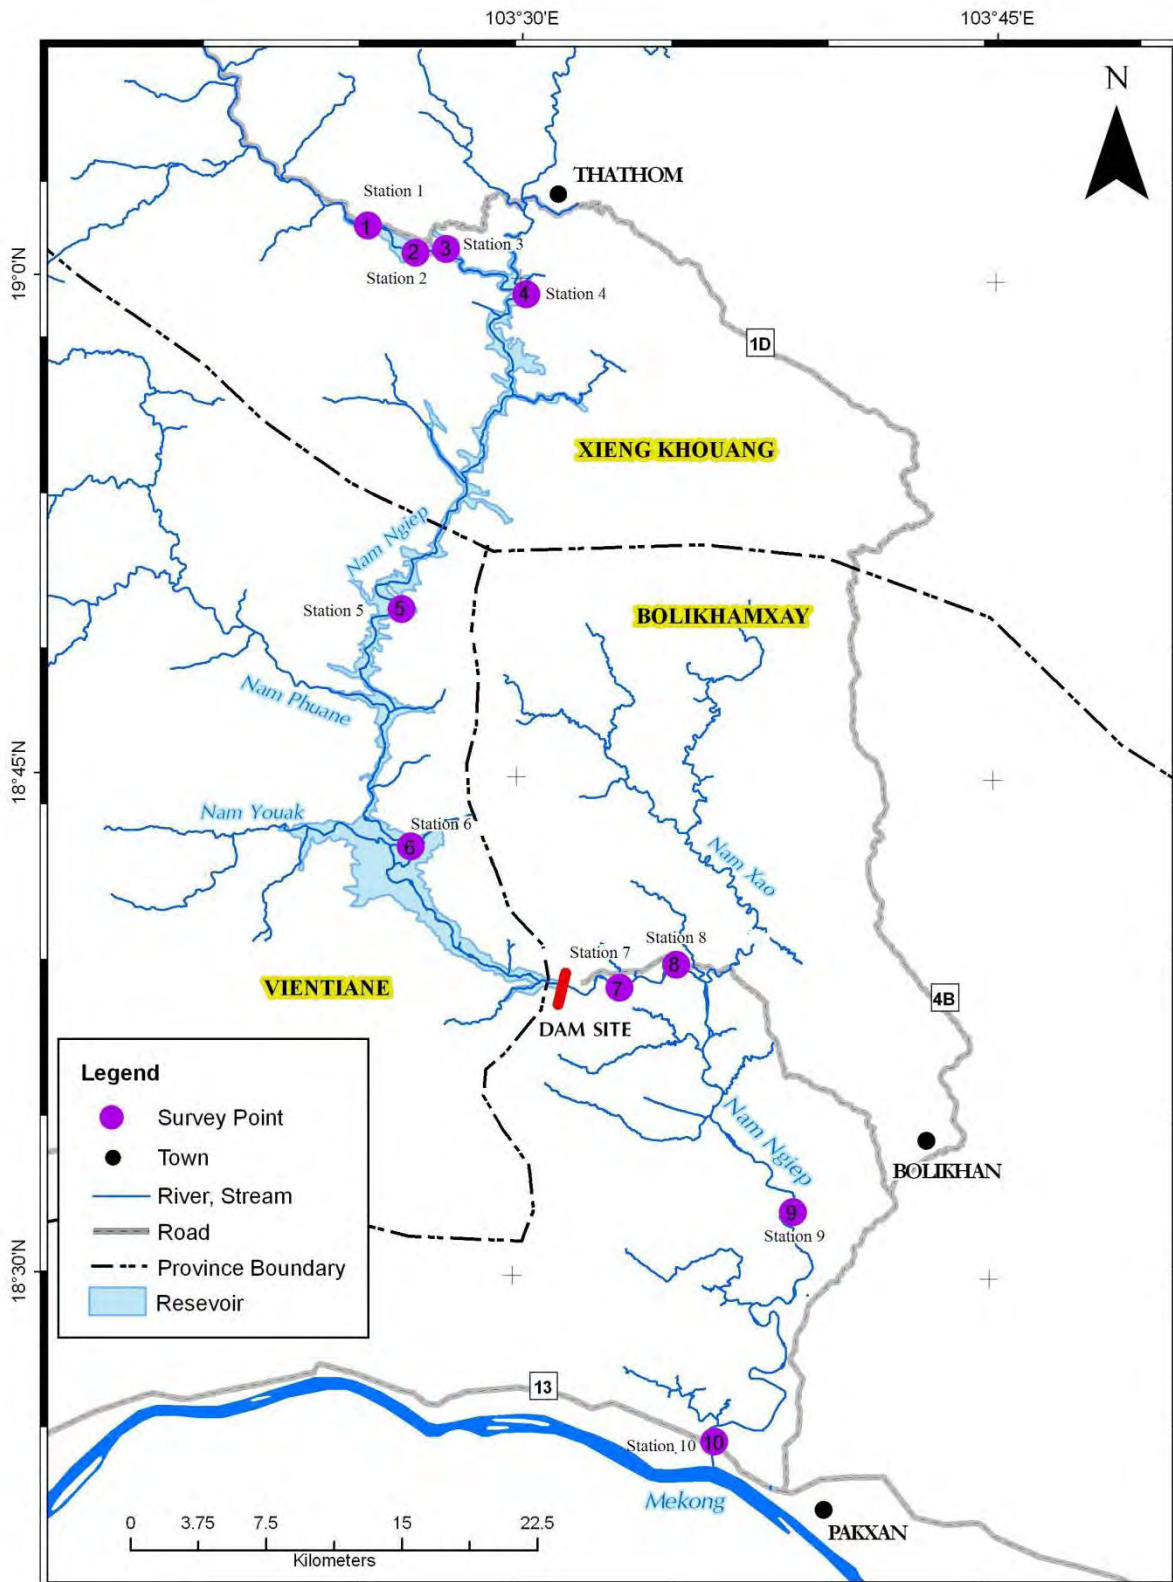 103°30'E
103°45'E
N
THATHOM
Station 1
1
2
3
Station 3
Station 2
19°0'N
4
Station 4
1D
XIENG KHOUANG
Nam Ngiep
BOLIKHAMXAY
Station 5
5
Nam Phuane
18°45'N
Nam Youak
Station 6
6
Nam Xao
Station 7
Station 8
8
7
VIENTIANE
DAM SITE
4B
Legend
Survey Point
Town
River, Stream
Road
Province Boundary
Resevoir
Nam Ngiep
BOLIKHAN
9
Station 9
18°30'N
13
Station 10
10
Mekong
PAKXAN
0 3.75 7.5 15 22.5
Kilometers